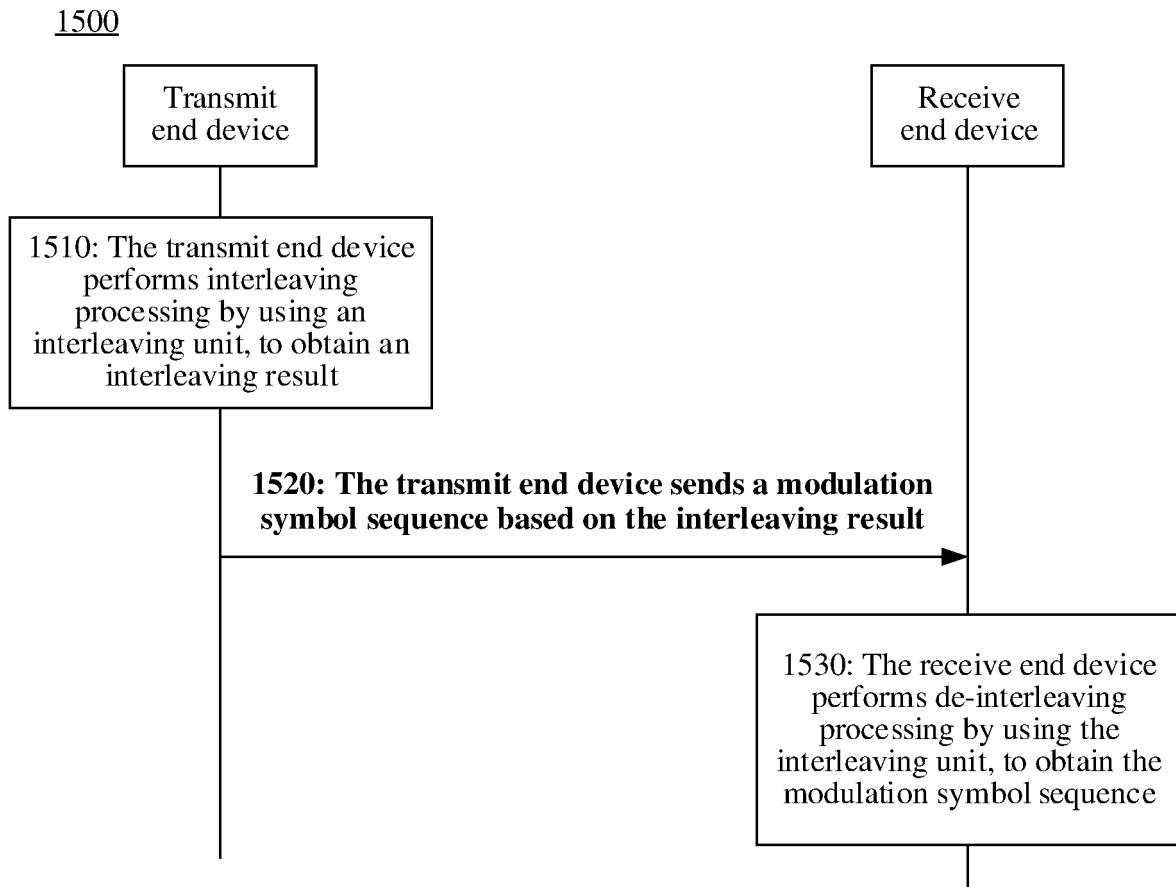 1500
Transmit
end device
Receive
end device
1510: The transmit end device
performs interleaving
processing by using an
interleaving unit, to obtain an
interleaving result
1520: The transmit end device sends a modulation
symbol sequence based on the interleaving result
1530: The receive end device
performs de-interleaving
processing by using the
interleaving unit, to obtain the
modulation symbol sequence